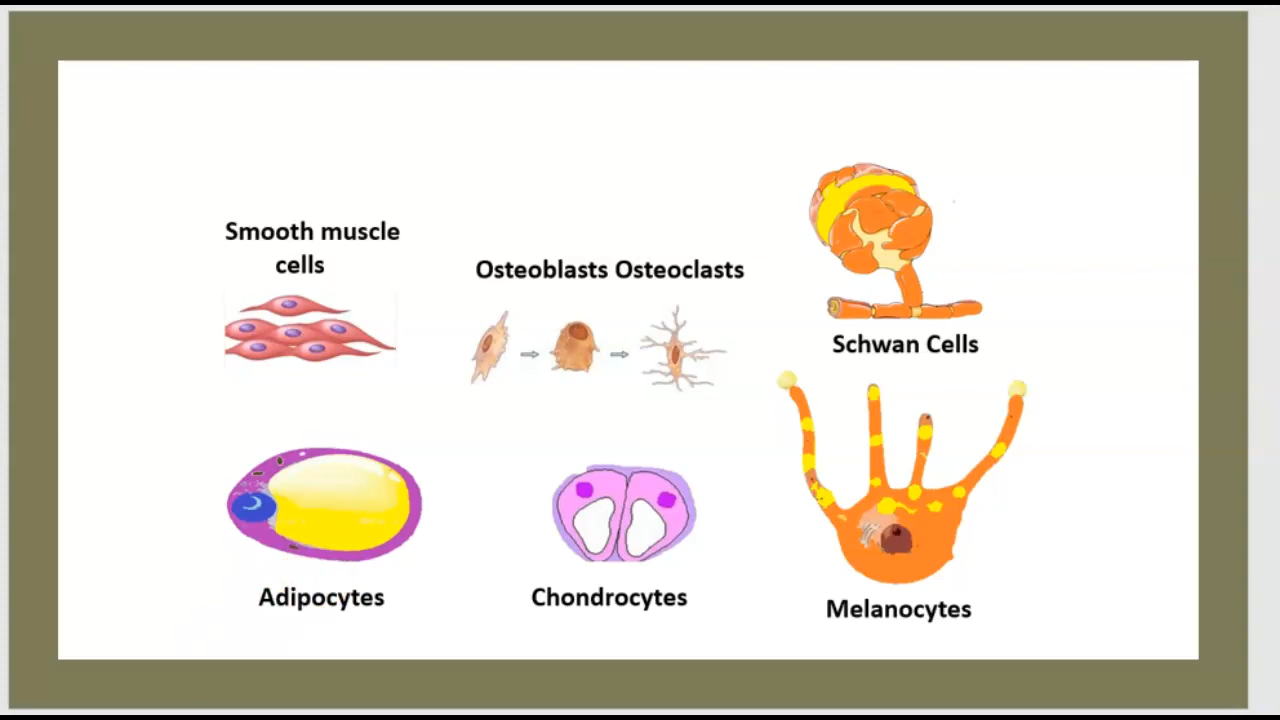 Smooth muscle
cells
Osteoblasts Osteoclasts
Schwan Cells
Adipocytes
Chondrocytes
Melanocytes